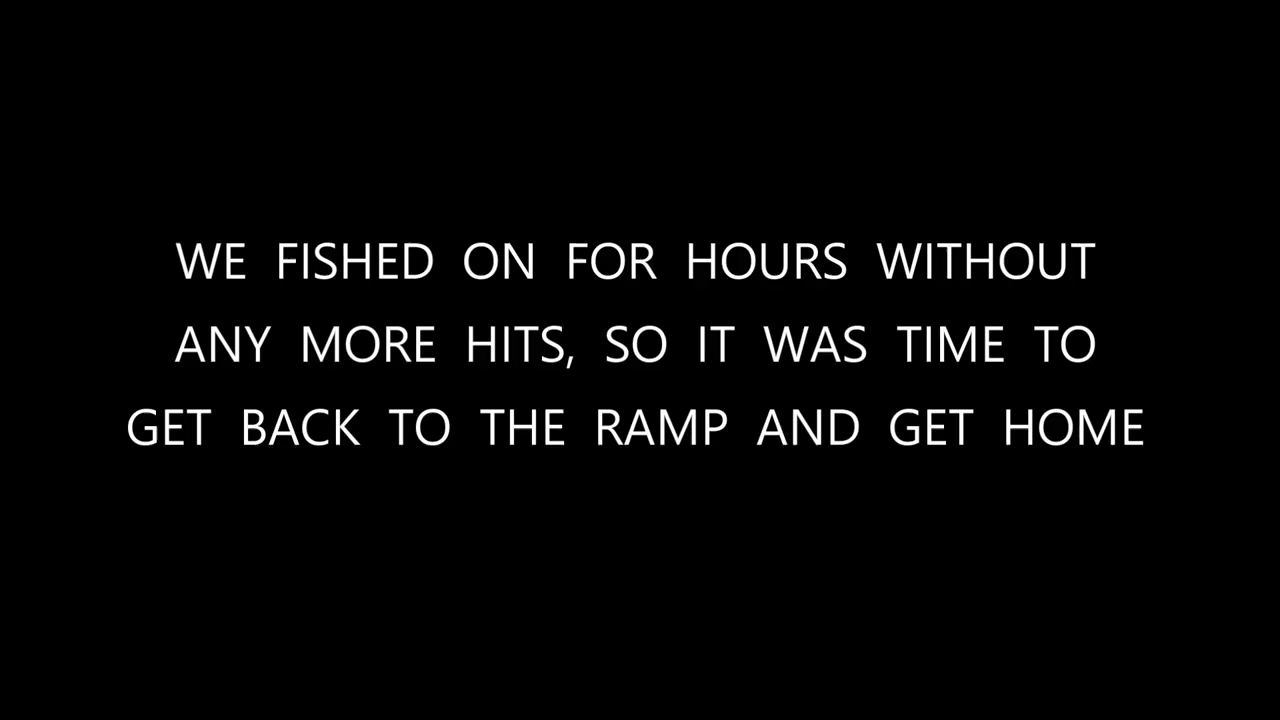 WE FISHED ON FOR HOURS WITHOUT
ANY MORE HITS, SO IT WAS TIME TO
GET BACK TO THE RAMP AND GET HOME